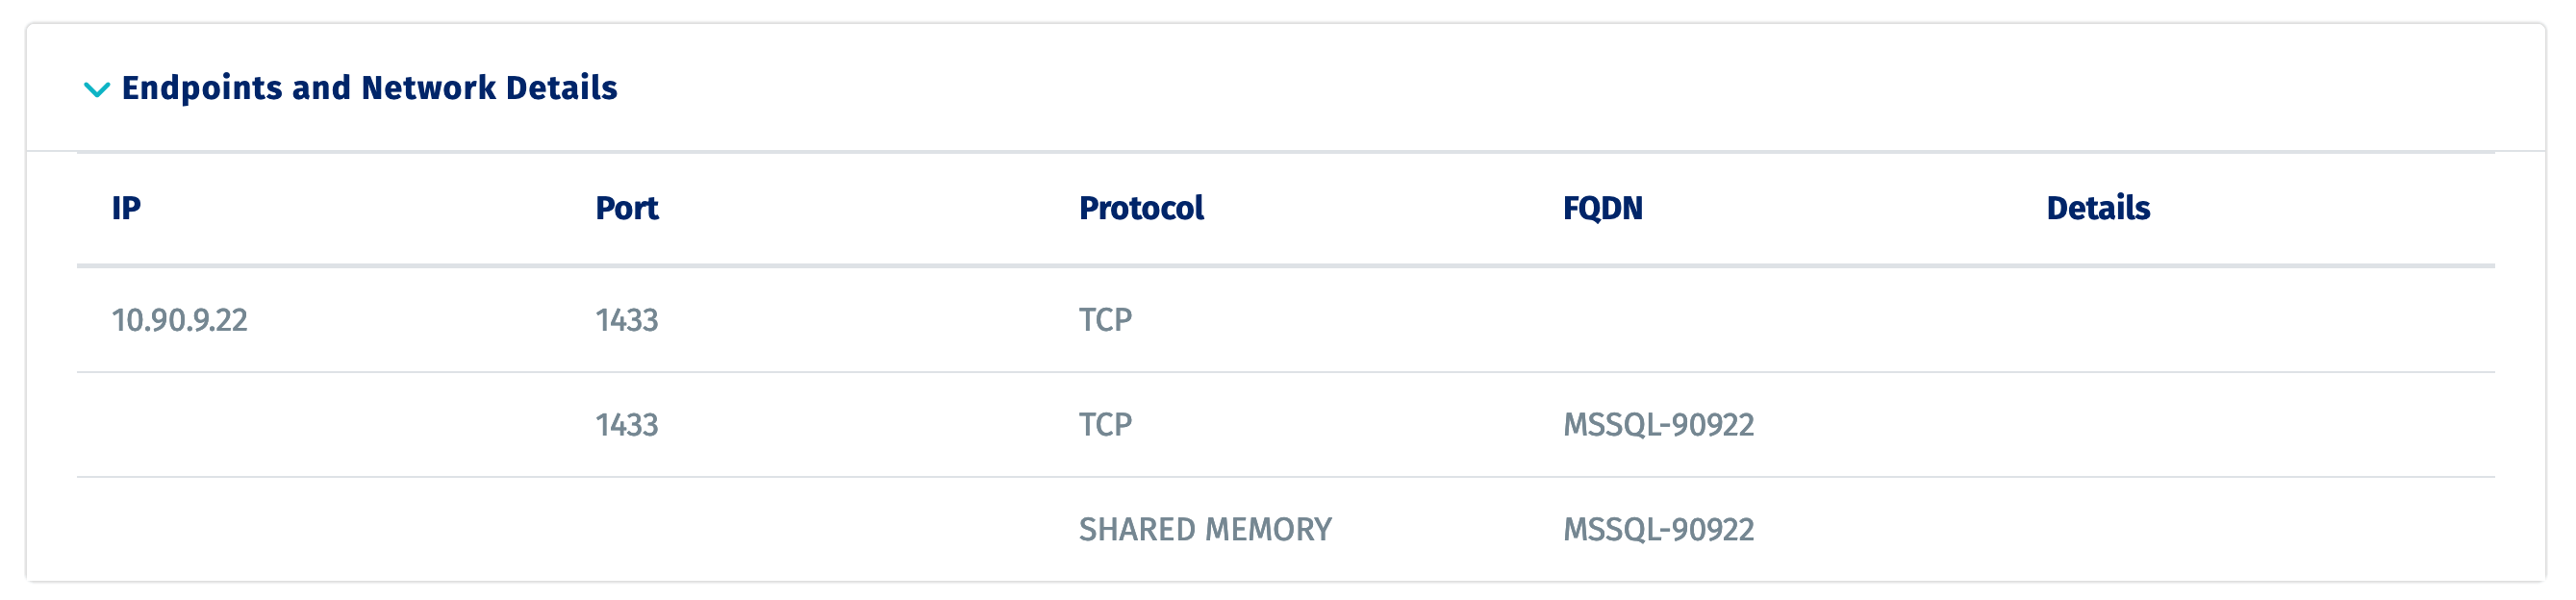 Endpoints and Network Details
IP Port Protocol FQDN Details
10.90.9.22 1433 TCP
1433 TCP MSSQL-90922
SHARED MEMORY MSSQL-90922